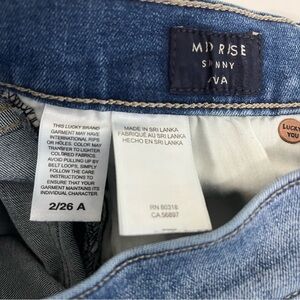 MID RISE
SKINNY
AVA
THIS LUCKY BRAND
GARMENT MAY HAVE
INTERNATIONAL RIPS
OR HOLES. COLOR MAY
TRANSFER TO LIGHTER
COLORED FABRICS.
AVOID PULLING UP BY
BELT LOOPS, SIMPLY
FOLLOW THE CARE
INSTRUCTIONS TO
ENSURE THAT YOUR
GARMENT MAINTAINS ITS
INDIVIDUAL CHARACTER.
2/26 A
MADE IN SRI LANKA
FABRIQUÉ AU SRI LANKA
HECHO EN SRI LANKA
RN 80318
CA 56897
LUCKY
YOU